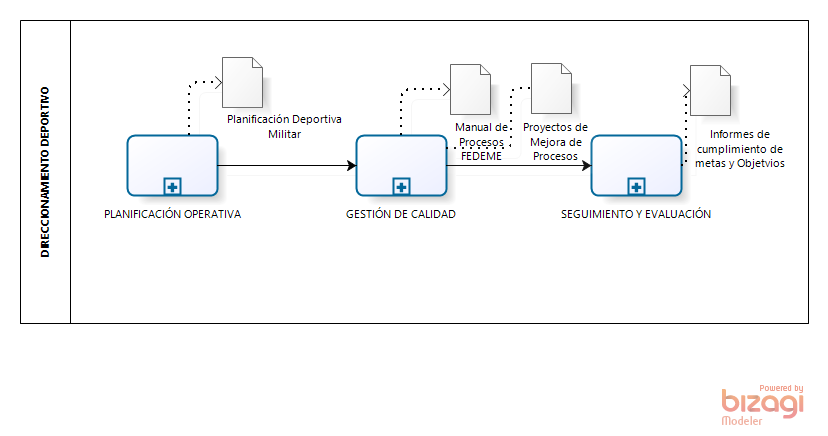 DIRECCIONAMIENTO DEPORTIVO
Planificación Deportiva
Militar
Manual de
Procesos
FEDEME
Proyectos de
Mejora de
Procesos
Informes de
cumplimiento de
metas y Objetvios
PLANIFICACIÓN OPERATIVA
GESTIÓN DE CALIDAD
SEGUIMIENTO Y EVALUACIÓN
Powered by
bizagi
Modeler